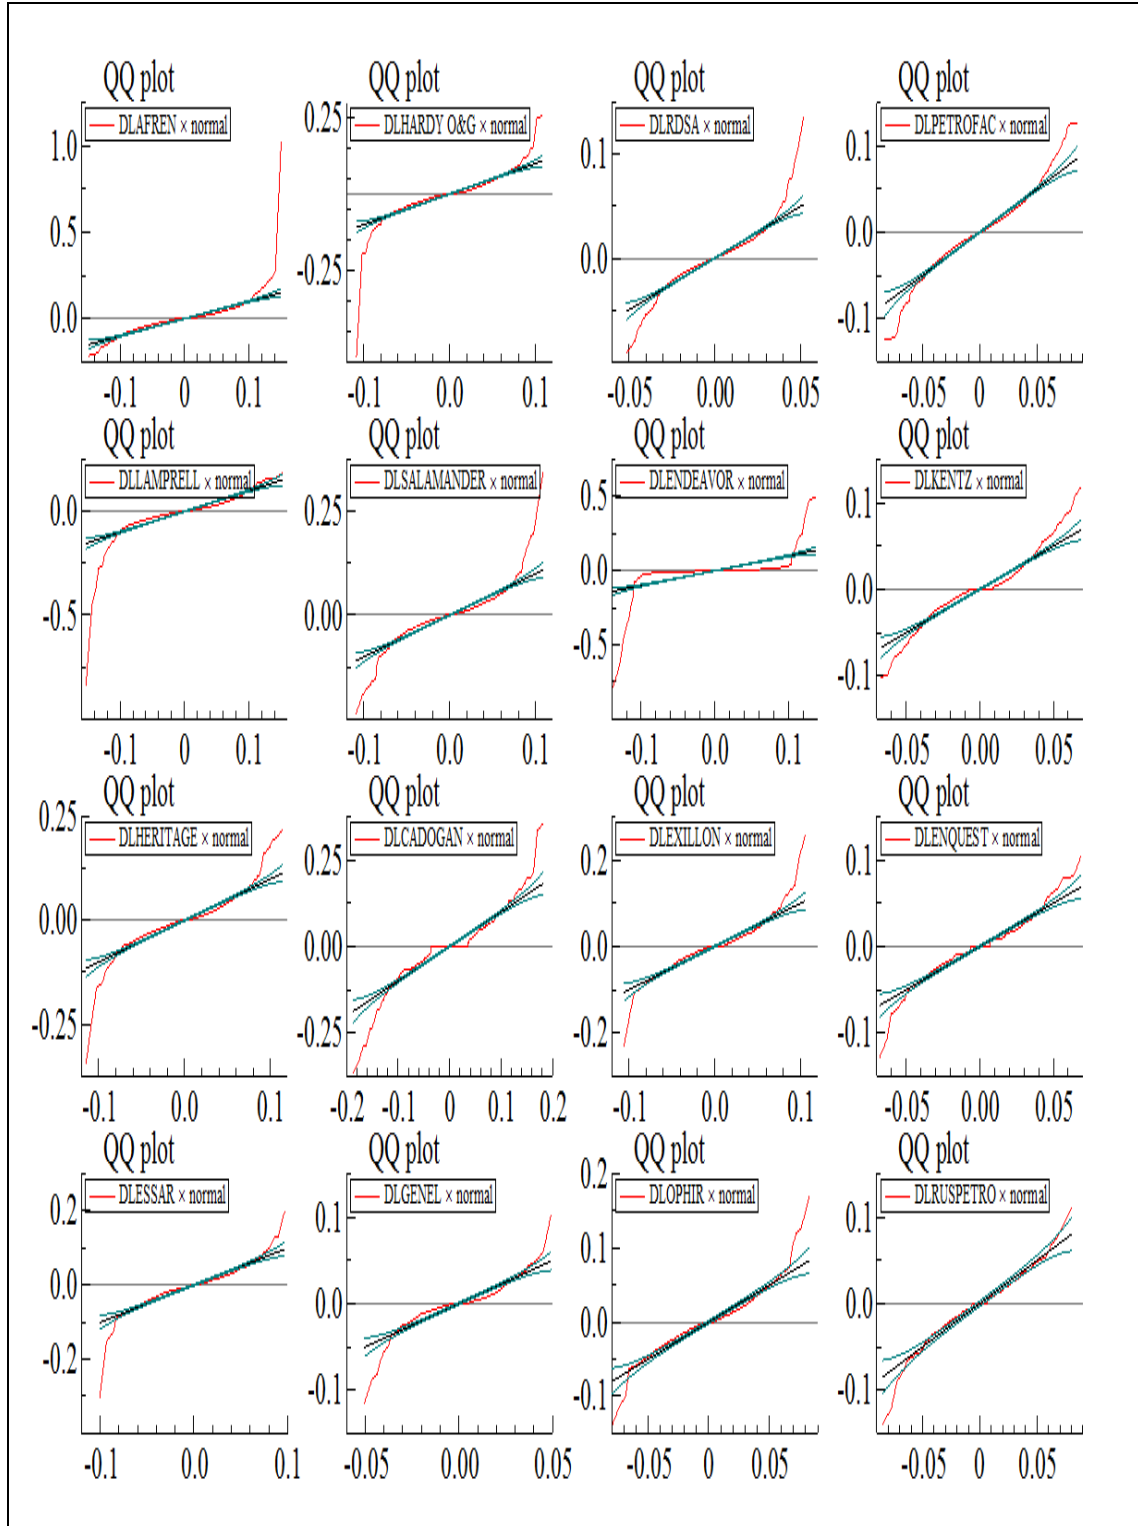 QQ plot QQ plot QQ plot QQ plot
DLAFREN × normal DLHARDY O&G × normal DLRDSA × normal DLPETROFAC × normal
1.0 0.25 0.1 0.1
0.5 -0.25 0.0 0.0
0.0 -0.1
-0.1 0 0.1 -0.1 0.0 0.1 -0.05 0.00 0.05 -0.05 0.00 0.05
QQ plot QQ plot QQ plot QQ plot
DLLAMPRELL × normal DLSALAMANDER × normal DLENDEAVOR × normal DLKENTZ × normal
0.0 0.25 0.5 0.1
-0.5 0.00 0.0 0.0
-0.5 -0.1
-0.1 0 0.1 -0.1 0.0 0.1 -0.1 0.0 0.1 -0.05 0.00 0.05
QQ plot QQ plot QQ plot QQ plot
DLHERITAGE × normal DLCADOGAN × normal DLEXILLON × normal DLENQUEST × normal
0.25 0.25 0.2 0.1
0.00 0.00 0.0 0.0
-0.25 -0.25 -0.2 -0.1
-0.1 0.0 0.1 -0.2 -0.1 0 0.1 0.2 -0.1 0.0 0.1 -0.05 0.00 0.05
QQ plot QQ plot QQ plot QQ plot
DLESSAR × normal DLGENEL × normal DLOPHIR × normal DLRUSPETRO × normal
0.2 0.1 0.2 0.1
0.0 0.0 0.1 0.0
-0.2 -0.1 0.0 -0.1
-0.1
-0.1 0.0 0.1 -0.05 0.00 0.05 -0.05 0 0.05 -0.05 0.00 0.05